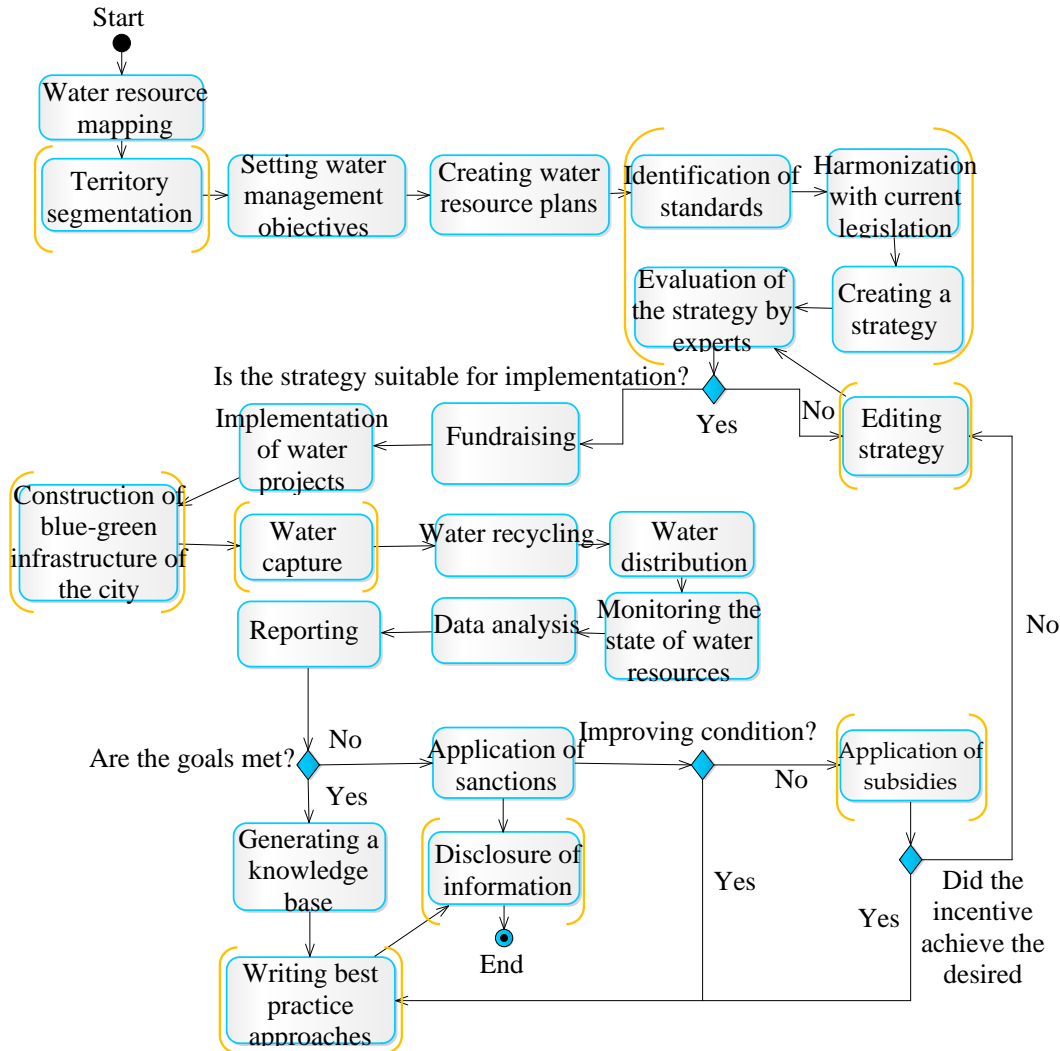 Start
Water resource
mapping
Territory
segmentation
Setting water
management
objectives
Creating water
resource plans
Identification of
standards
Harmonization
with current
legislation
Evaluation of
the strategy by
experts
Creating a
strategy
Is the strategy suitable for implementation?
Yes
No
Editing
strategy
Fundraising
Implementation
of water
projects
Construction of
blue-green
infrastructure of
the city
Water
capture
Water recycling
Water
distribution
Monitoring the
state of water
resources
Data analysis
Reporting
No
Are the goals met?
No
Yes
Application of
sanctions
Improving condition?
No
Yes
Application of
subsidies
Generating a
knowledge
base
Disclosure of
information
Yes
Did the
incentive
achieve the
desired
End
Writing best
practice
approaches